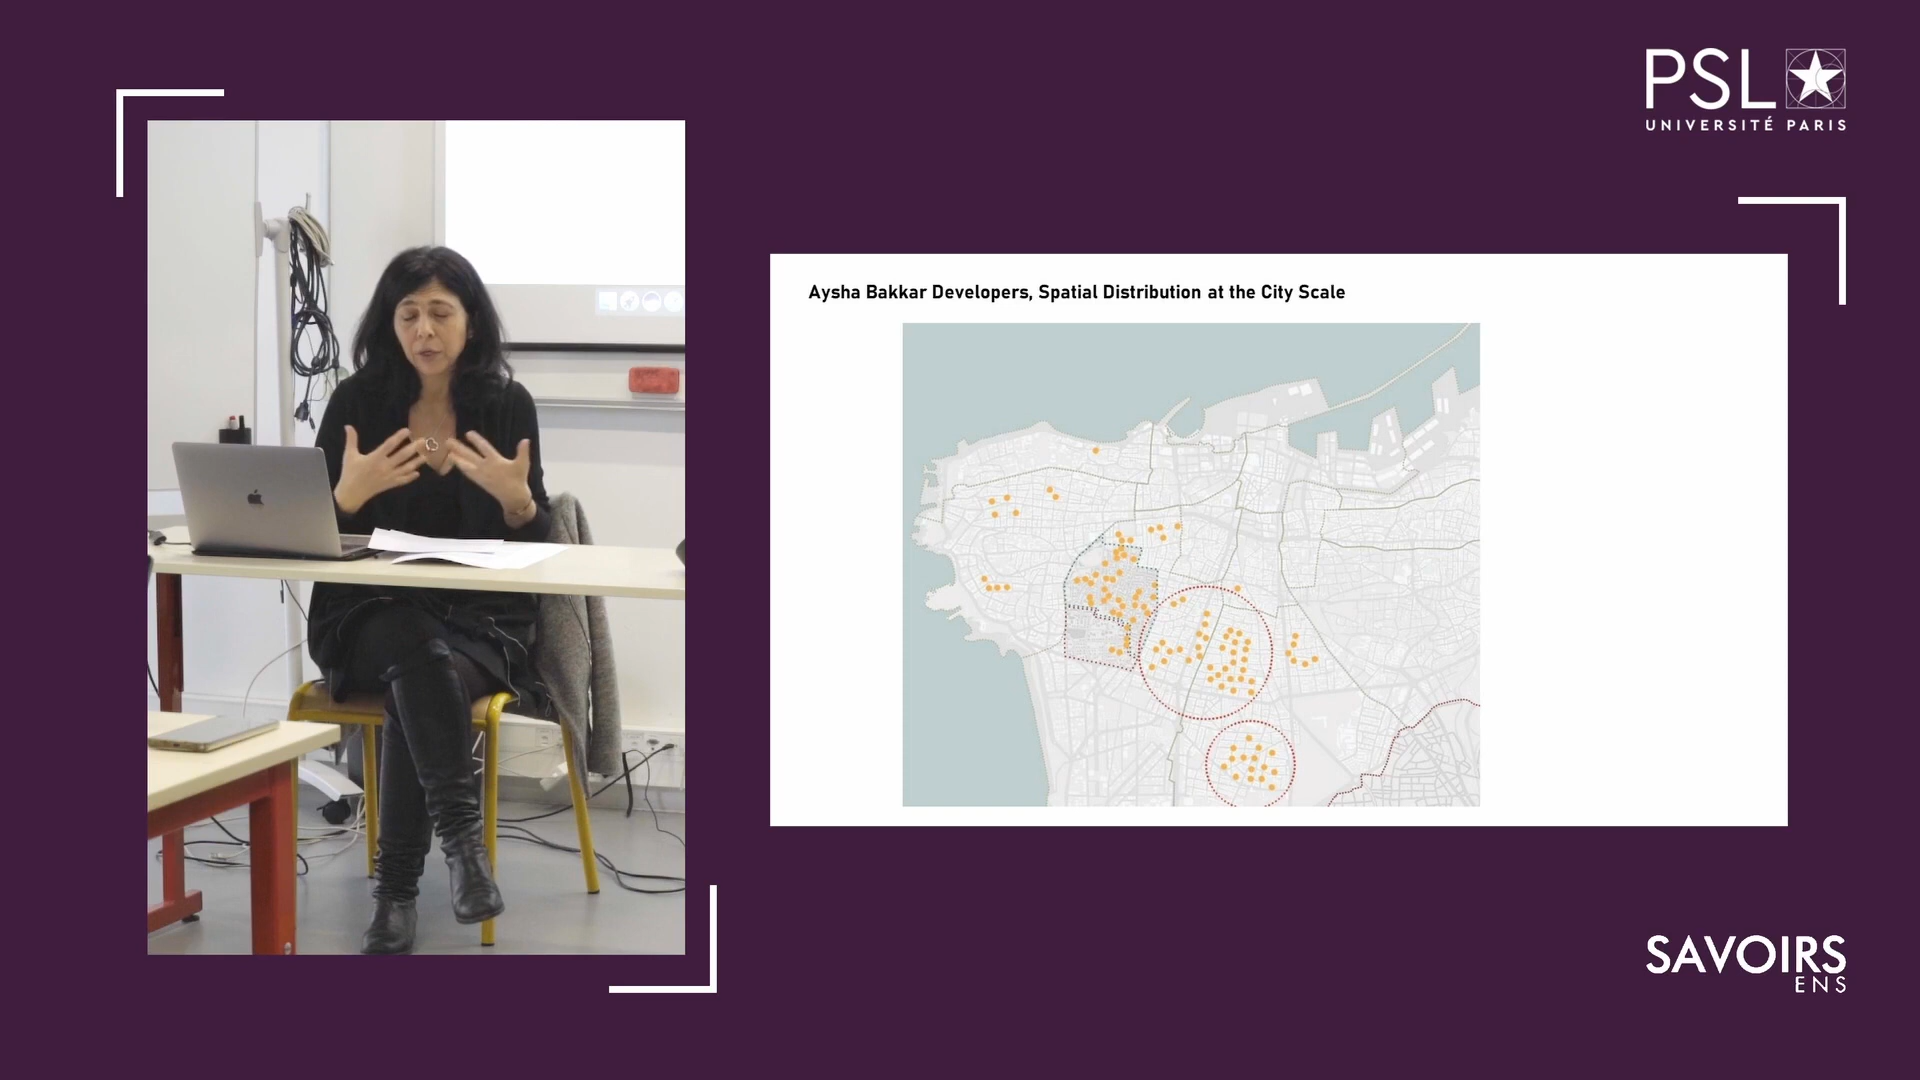 PSL
UNIVERSITÉ PARIS
Aysha Bakkar Developers, Spatial Distribution at the City Scale
SAVOIRS
ENS